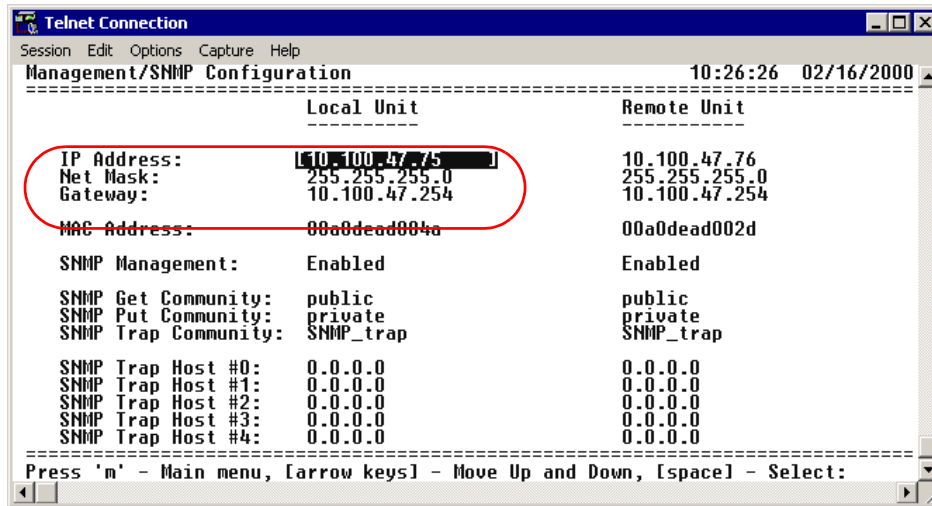 Telnet Connection
Session Edit Options Capture Help
Management/SNMP Configuration 10:26:26 02/16/2000
================================================================================
Local Unit Remote Unit
---------- -----------
IP Address: [10.100.47.75 ] 10.100.47.76
Net Mask: 255.255.255.0 255.255.255.0
Gateway: 10.100.47.254 10.100.47.254
MAC Address: 00a0dead004a 00a0dead002d
SNMP Management: Enabled Enabled
SNMP Get Community: public public
SNMP Put Community: private private
SNMP Trap Community: SNMP_trap SNMP_trap
SNMP Trap Host #0: 0.0.0.0 0.0.0.0
SNMP Trap Host #1: 0.0.0.0 0.0.0.0
SNMP Trap Host #2: 0.0.0.0 0.0.0.0
SNMP Trap Host #3: 0.0.0.0 0.0.0.0
SNMP Trap Host #4: 0.0.0.0 0.0.0.0
================================================================================
Press 'm' - Main menu, [arrow keys] - Move Up and Down, [space] - Select: